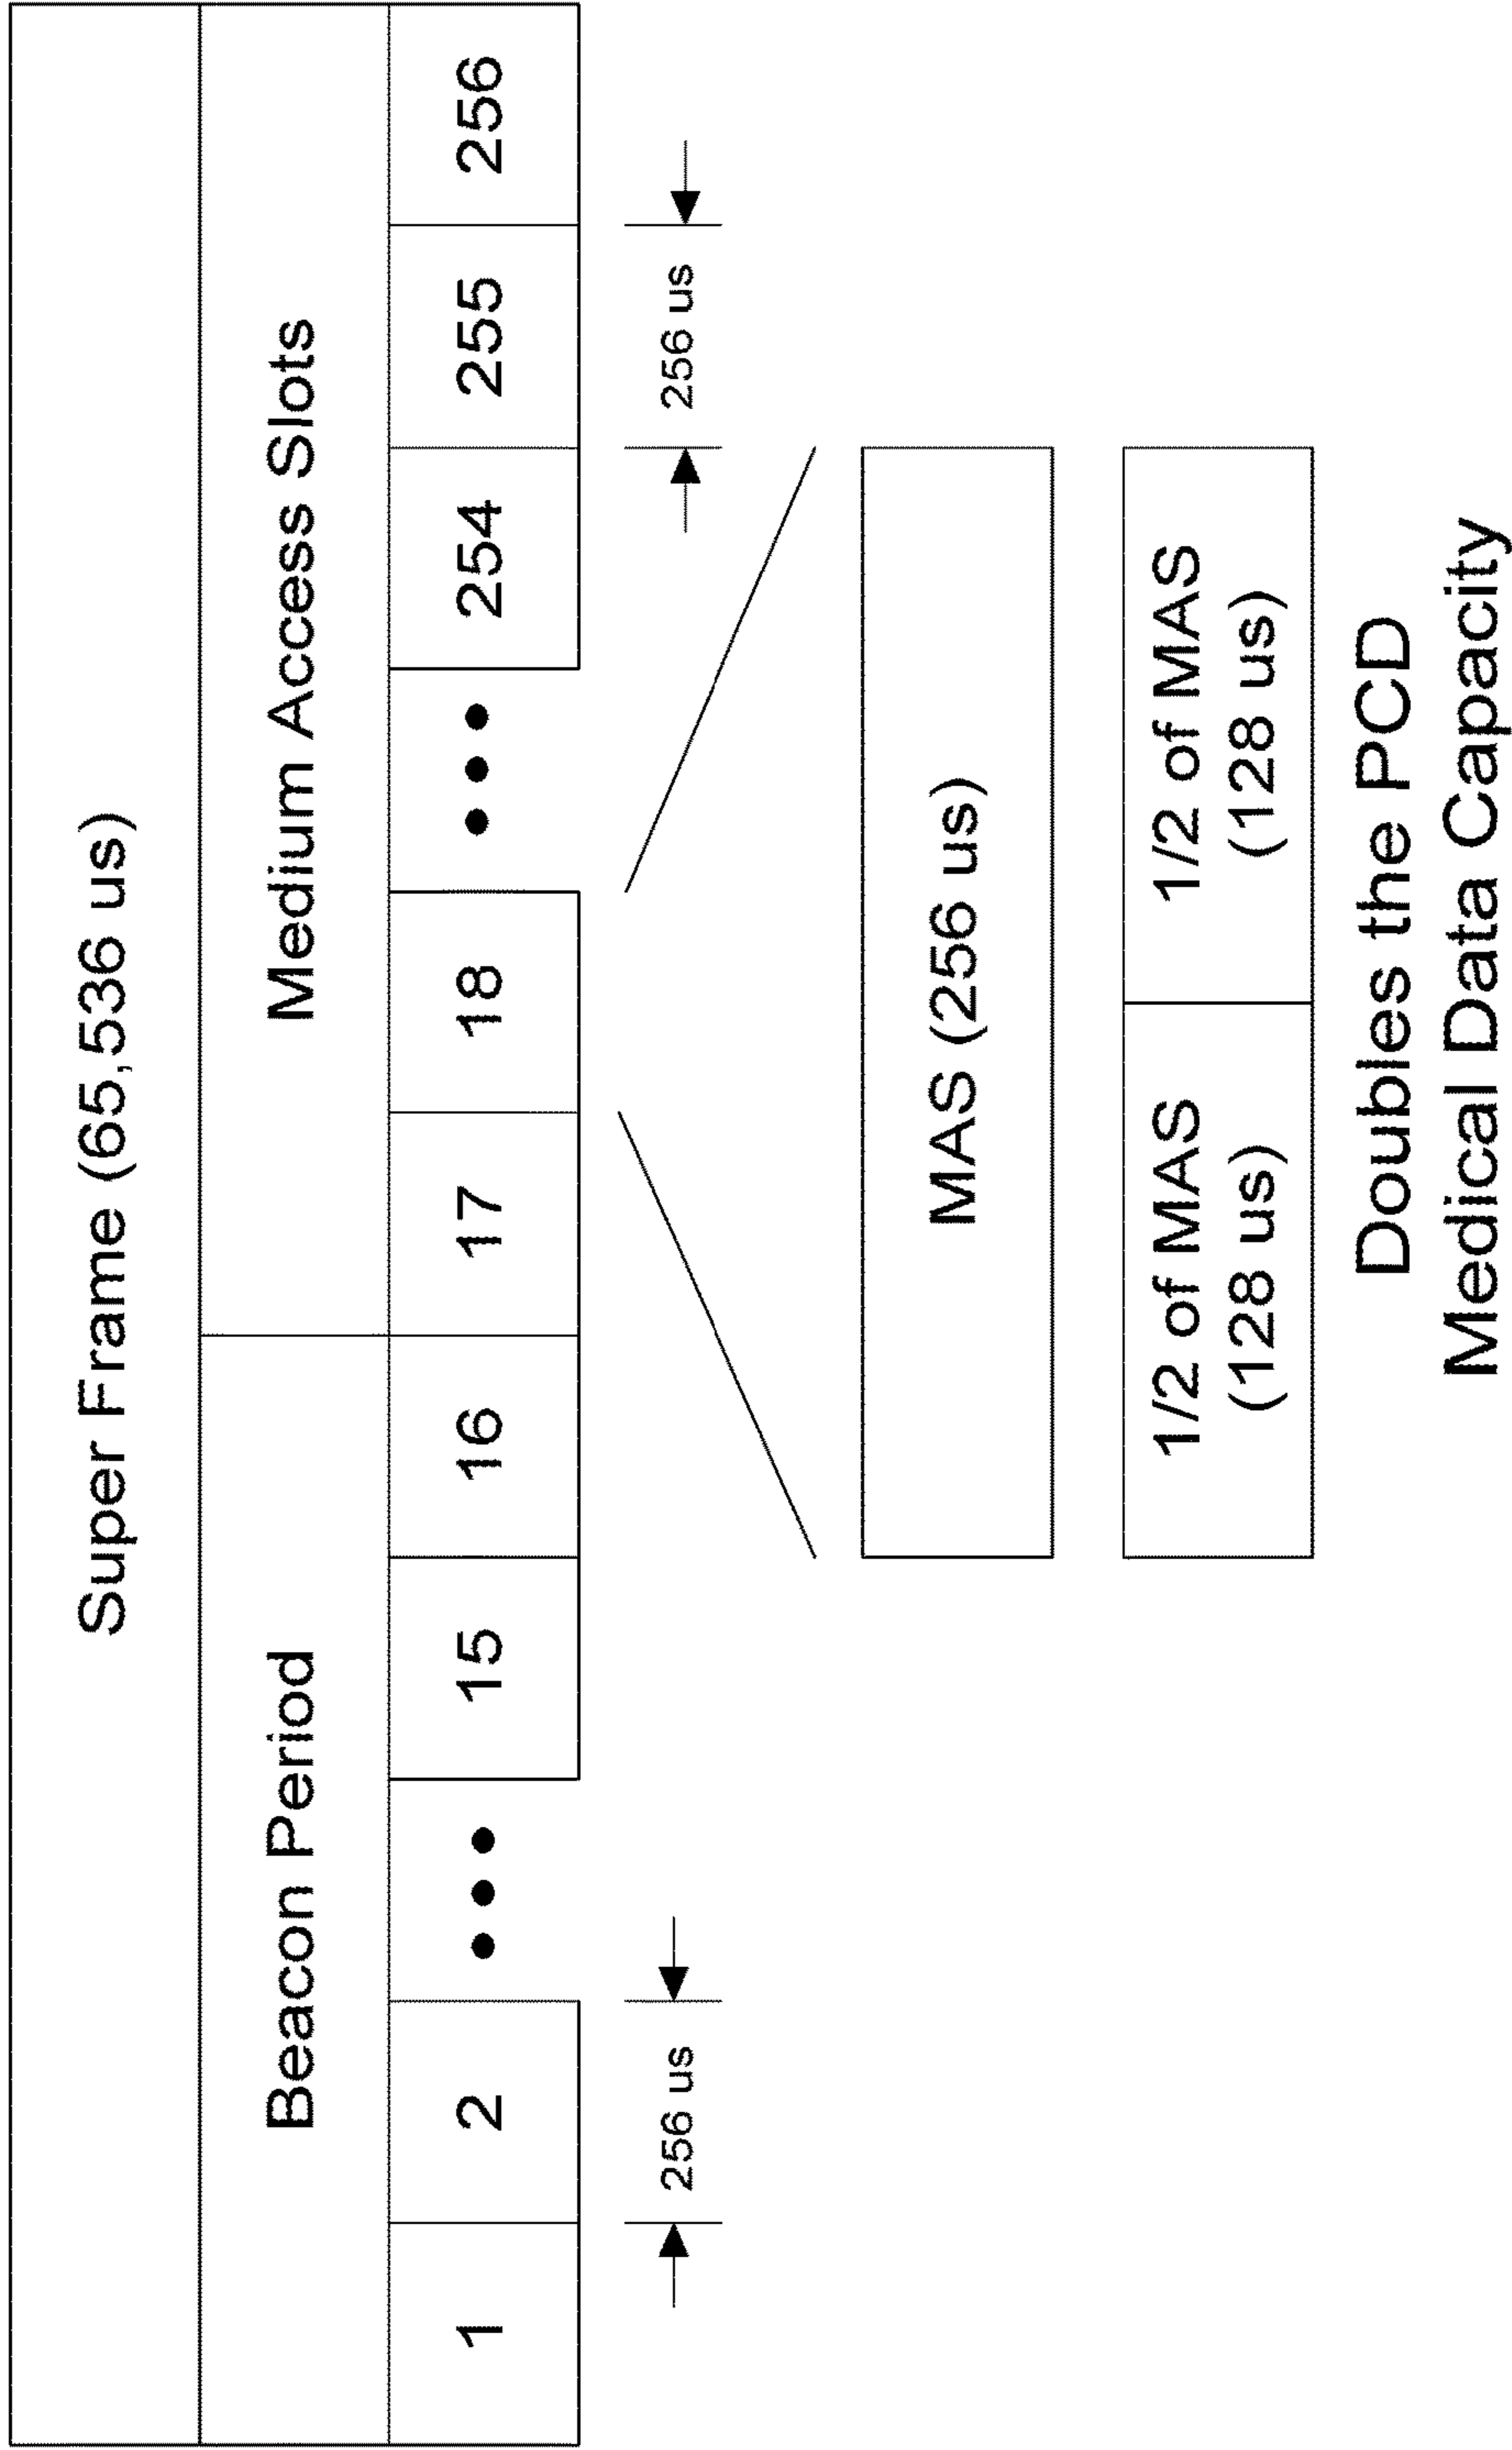 Super Frame (65,536 us)
Beacon Period
Medium Access Slots
1
2
•••
15
16
17
18
•••
254
255
256
256 us
256 us
MAS (256 us)
1/2 of MAS
(128 us)
1/2 of MAS
(128 us)
Doubles the PCD
Medical Data Capacity